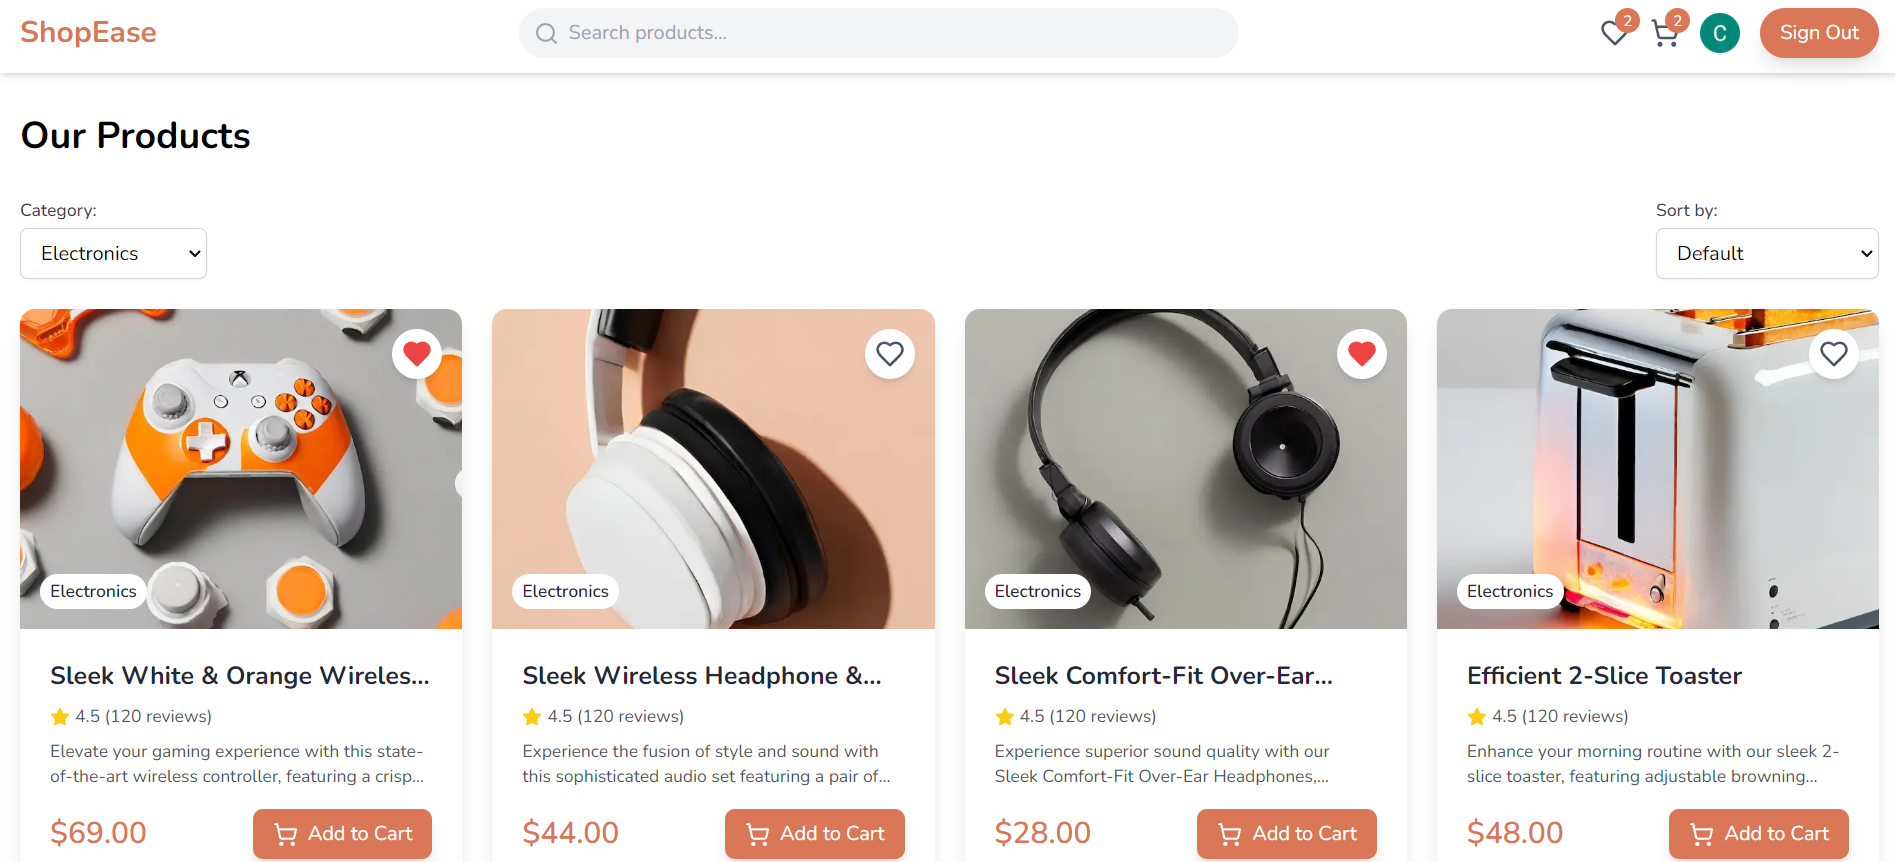 ShopEase
Search products...
2
2
C
Sign Out
Our Products
Category:
Sort by:
Electronics
Default
Electronics
Electronics
Electronics
Electronics
Sleek White & Orange Wireles...
4.5 (120 reviews)
Elevate your gaming experience with this state-
of-the-art wireless controller, featuring a crisp...
$69.00
Add to Cart
Sleek Wireless Headphone &...
4.5 (120 reviews)
Experience the fusion of style and sound with
this sophisticated audio set featuring a pair of...
$44.00
Add to Cart
Sleek Comfort-Fit Over-Ear...
4.5 (120 reviews)
Experience superior sound quality with our
Sleek Comfort-Fit Over-Ear Headphones,...
$28.00
Add to Cart
Efficient 2-Slice Toaster
4.5 (120 reviews)
Enhance your morning routine with our sleek 2-
slice toaster, featuring adjustable browning...
$48.00
Add to Cart